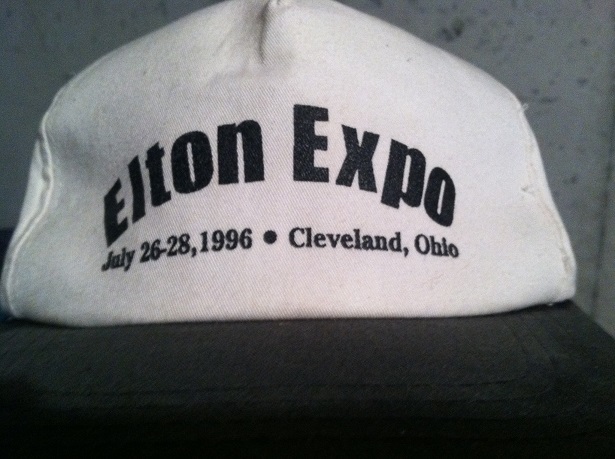 Elton Expo
July 26-28,1996 • Cleveland, Ohio